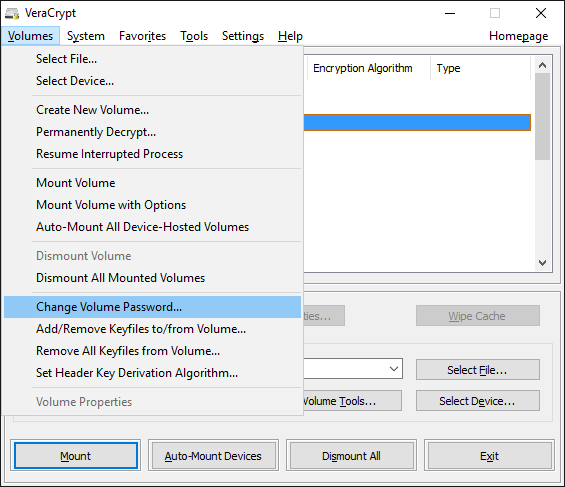 VeraCrypt
Volumes System Favorites Tools Settings Help Homepage
Select File...
Select Device...
Create New Volume...
Permanently Decrypt...
Resume Interrupted Process
Mount Volume
Mount Volume with Options
Auto-Mount All Device-Hosted Volumes
Dismount Volume
Dismount All Mounted Volumes
Change Volume Password...
Add/Remove Keyfiles to/from Volume...
Remove All Keyfiles from Volume...
Set Header Key Derivation Algorithm...
Volume Properties
Encryption Algorithm Type
Wipe Cache
Select File...
Volume Tools... Select Device...
Mount Auto-Mount Devices Dismount All Exit